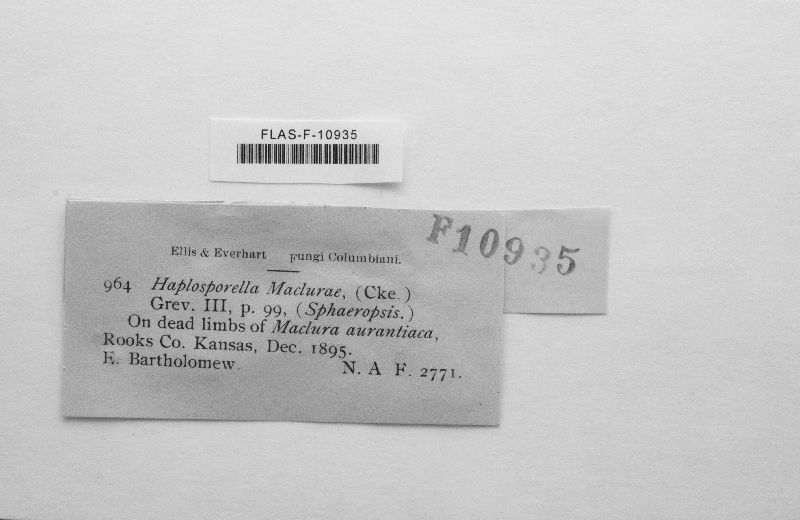 FLAS-F-10935
F10935
Ellis & Everhart Fungi Columbiani.
964 Haplosporella Maclurae, (Cke.)
Grev. III, p. 99, (Sphaeropsis.)
On dead limbs of Maclura aurantiaca,
Rooks Co. Kansas, Dec. 1895.
E. Bartholomew. N. A F. 2771.